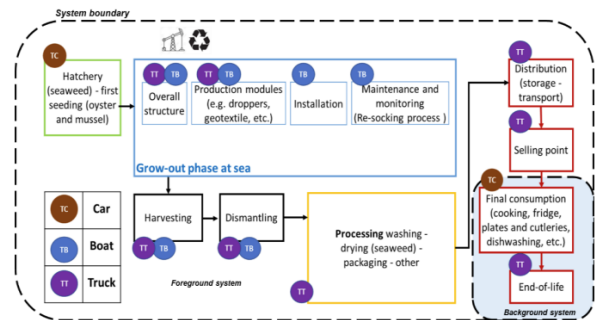 System boundary
TC
Hatchery
(seaweed) - first
seeding (oyster
and mussel)
TT TB
Overall
structure
TT TB
Production modules
(e.g. droppers,
geotextile, etc.)
TB
Installation
TB
Maintenance and
monitoring
(Re-socking process )
Grow-out phase at sea
TT
Distribution
(storage -
transport)
TT
Selling point
TC
Final consumption
(cooking, fridge,
plates and cutleries,
dishwashing, etc.)
TT
End-of-life
Background system
Harvesting
TT TB
Dismantling
TT TB
Processing washing -
drying (seaweed) -
packaging - other
TT
Foreground system
TC Car
TB Boat
TT Truck